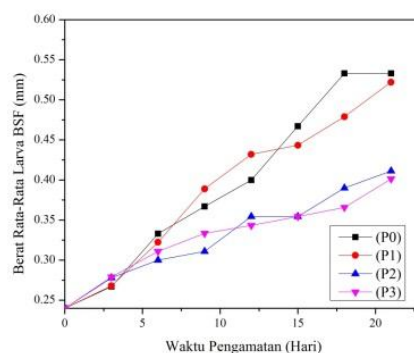 0.60
0.55
0.50
0.45
0.40
0.35
0.30
0.25
Berat Rata-Rata Larva BSF (mm)
(P0)
(P1)
(P2)
(P3)
0
5
10
15
20
Waktu Pengamatan (Hari)